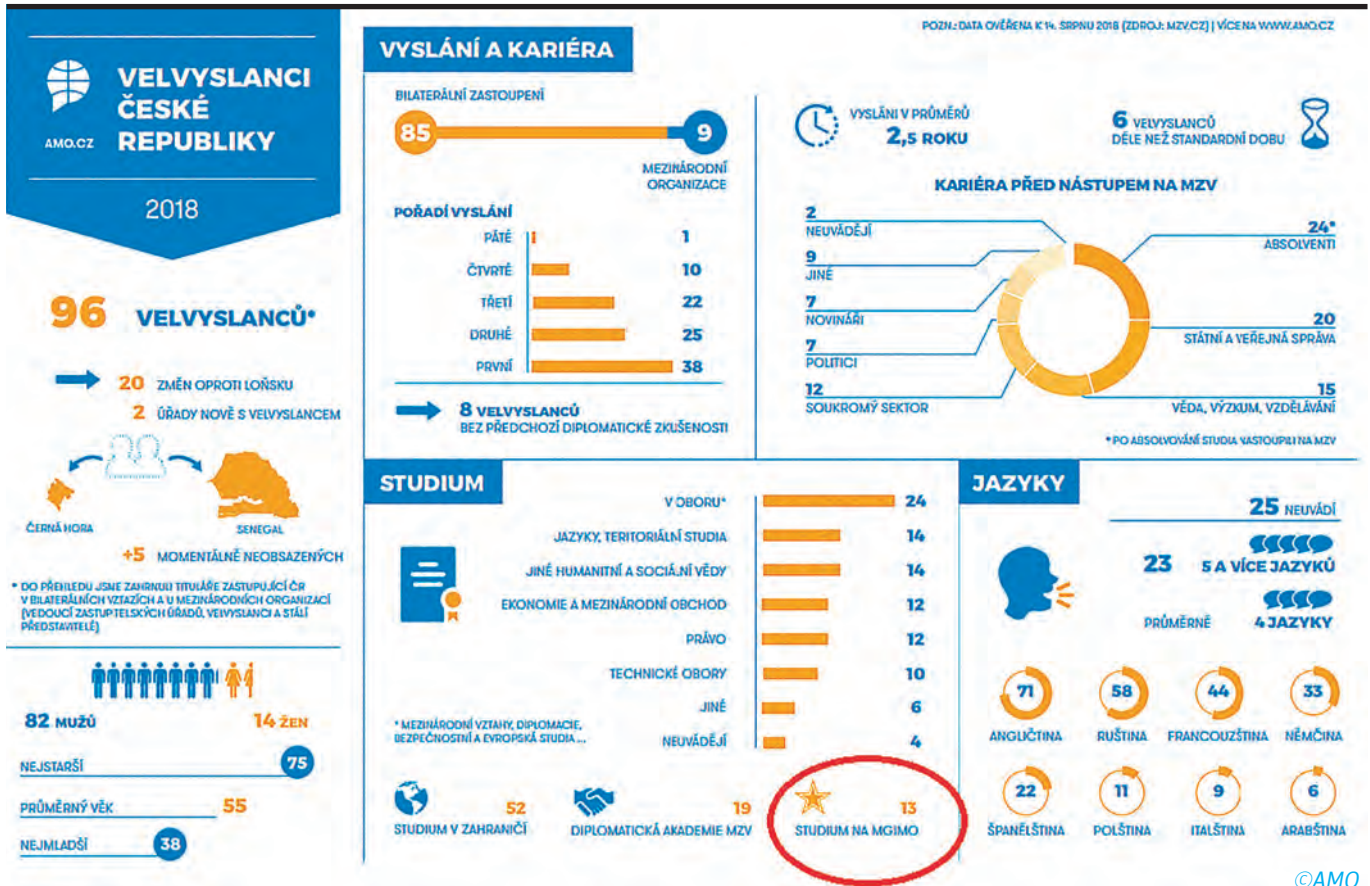 POZN.: DATA OVĚŘENA K 14. SRPNU 2018 (ZDROJ: MZV.CZ) | VÍCE NA WWW.AMO.CZ
AMO.CZ
VELVYSLANCI
ČESKÉ
REPUBLIKY
2018
96 VELVYSLANCŮ*
20 ZMĚN OPROTI LOŇSKU
2 ÚŘADY NOVĚ S VELVYSLANCEM
ČERNÁ HORA
SENEGAL
+5 MOMENTÁLNĚ NEOBSAZENÝCH
* DO PŘEHLEDU JSME ZAHRNULI TITULÁŘE ZASTUPUJÍCÍ ČR
V BILATERÁLNÍCH VZTAZÍCH A U MEZINÁRODNÍCH ORGANIZACÍ
(VEDOUCÍ ZASTUPITELSKÝCH ÚŘADŮ, VELVYSLANCI A STÁLÍ
PŘEDSTAVITELÉ)
82 MUŽŮ
14 ŽEN
NEJSTARŠÍ 75
PRŮMĚRNÝ VĚK 55
NEJMLADŠÍ 38
VYSLÁNÍ A KARIÉRA
BILATERÁLNÍ ZASTOUPENÍ
85
9
MEZINÁRODNÍ
ORGANIZACE
POŘADÍ VYSLÁNÍ
PÁTÉ 1
ČTVRTÉ 10
TŘETÍ 22
DRUHÉ 25
PRVNÍ 38
8 VELVYSLANCŮ
BEZ PŘEDCHOZÍ DIPLOMATICKÉ ZKUŠENOSTI
VYSLÁNI V PRŮMĚRŮ
2,5 ROKU
6 VELVYSLANCŮ
DÉLE NEŽ STANDARDNÍ DOBU
KARIÉRA PŘED NÁSTUPEM NA MZV
2
NEUVÁDĚJÍ
9
JINÉ
7
NOVINÁŘI
7
POLITICI
12
SOUKROMÝ SEKTOR
24*
ABSOLVENTI
20
STÁTNÍ A VEŘEJNÁ SPRÁVA
15
VĚDA, VÝZKUM, VZDĚLÁVÁNÍ
* PO ABSOLVOVÁNÍ STUDIA VASTOUPILI NA MZV
STUDIUM
V OBORU* 24
JAZYKY, TERITORIÁLNÍ STUDIA 14
JINÉ HUMANITNÍ A SOCIÁLNÍ VĚDY 14
EKONOMIE A MEZINÁRODNÍ OBCHOD 12
PRÁVO 12
TECHNICKÉ OBORY 10
JINÉ 6
NEUVÁDĚJÍ 4
* MEZINÁRODNÍ VZTAHY, DIPLOMACIE,
BEZPEČNOSTNÍ A EVROPSKÁ STUDIA ...
52
STUDIUM V ZAHRANIČÍ
19
DIPLOMATICKÁ AKADEMIE MZV
13
STUDIUM NA MGIMO
JAZYKY
25 NEUVÁDÍ
23 5 A VÍCE JAZYKŮ
PRŮMĚRNĚ 4 JAZYKY
71
ANGLIČTINA
58
RUŠTINA
44
FRANCOUZŠTINA
33
NĚMČINA
22
ŠPANĚLŠTINA
11
POLŠTINA
9
ITALŠTINA
6
ARABŠTINA
©AMO